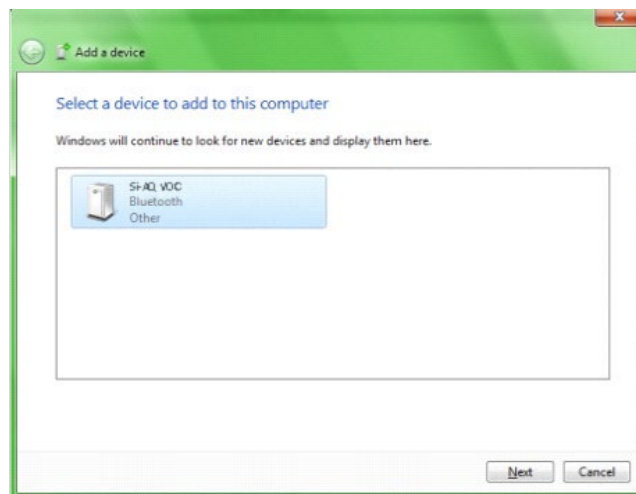 Add a device
Select a device to add to this computer
Windows will continue to look for new devices and display them here.
Si-AQ VOC
Bluetooth
Other
Next
Cancel